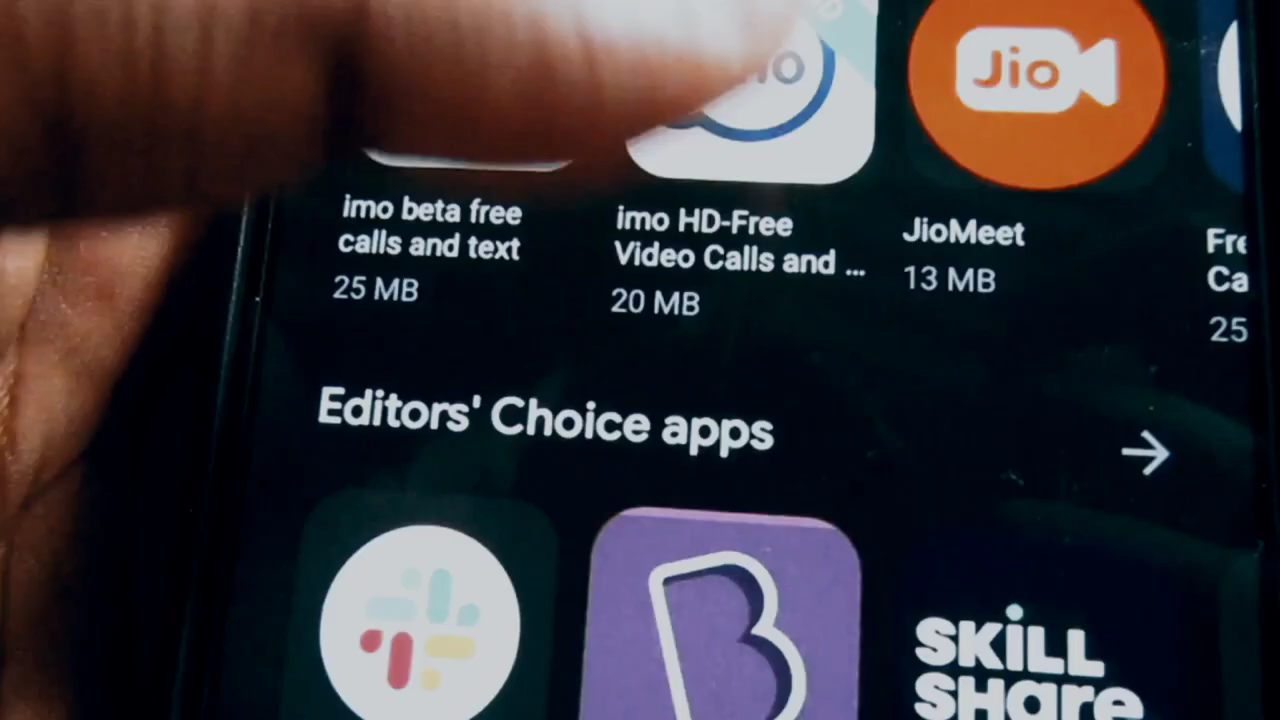 Jio
imo beta free
calls and text
25 MB
imo HD-Free
Video Calls and ...
20 MB
JioMeet
13 MB
25
Editors' Choice apps
B
SKiLL
SHare